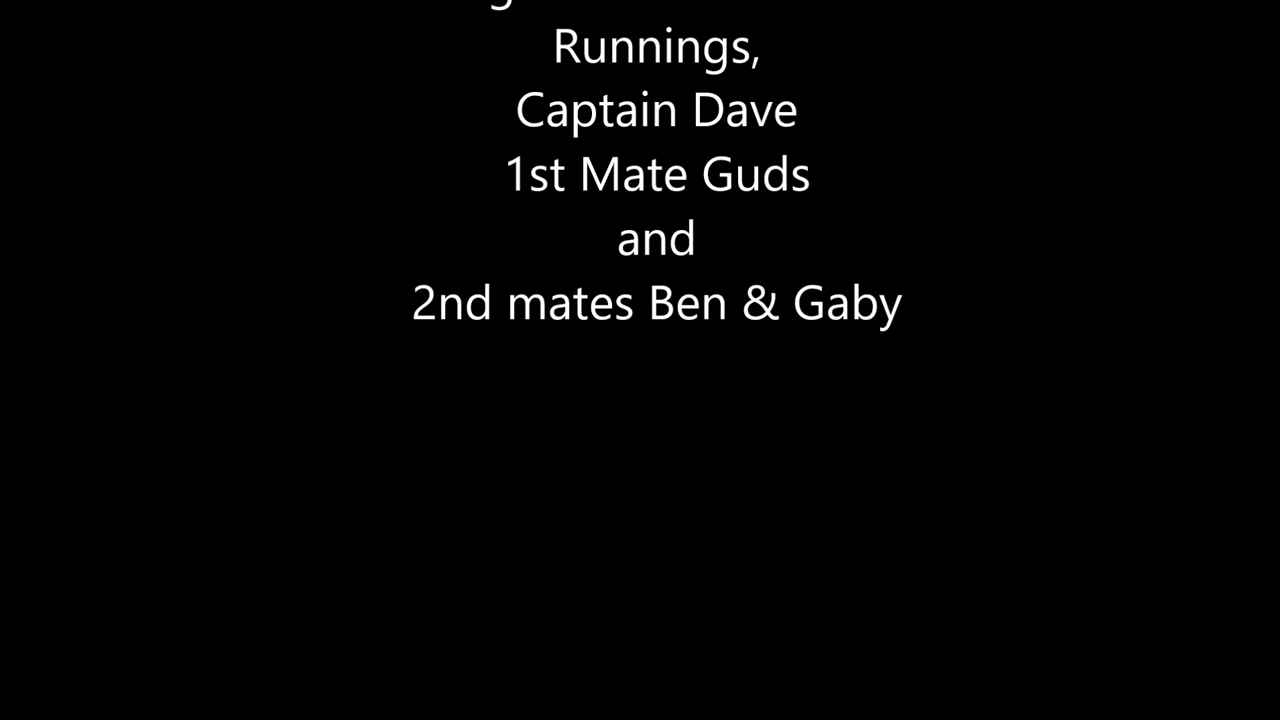 Runnings,
Captain Dave
1st Mate Guds
and
2nd mates Ben & Gaby